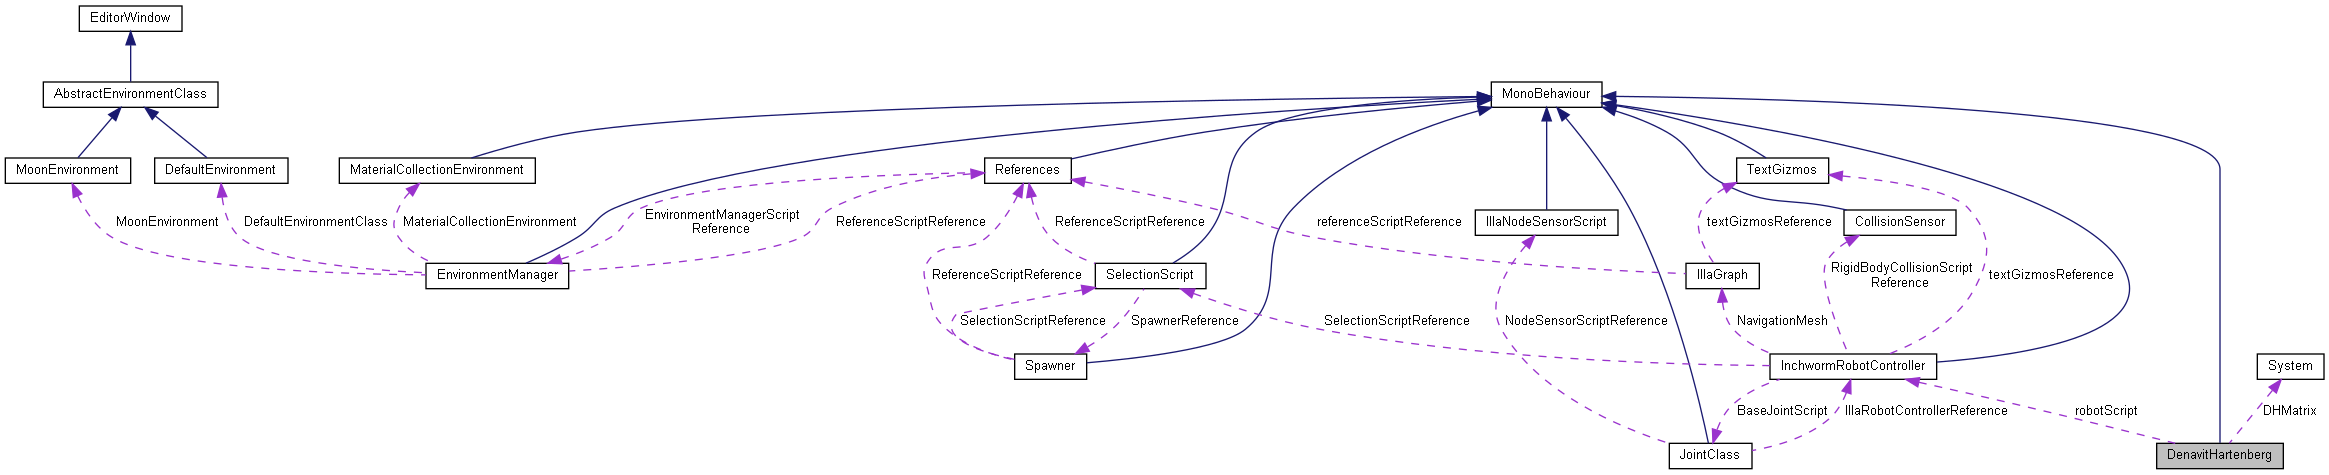 EditorWindow
AbstractEnvironmentClass
MonoBehaviour
MoonEnvironment
DefaultEnvironment
MaterialCollectionEnvironment
References
TextGizmos
MoonEnvironment
DefaultEnvironmentClass
MaterialCollectionEnvironment
EnvironmentManagerScript
Reference
ReferenceScriptReference
ReferenceScriptReference
referenceScriptReference
IllaNodeSensorScript
textGizmosReference
CollisionSensor
EnvironmentManager
ReferenceScriptReference
SelectionScript
IllaGraph
RigidBodyCollisionScript
Reference
textGizmosReference
SelectionScriptReference
SpawnerReference
SelectionScriptReference
NodeSensorScriptReference
NavigationMesh
Spawner
InchwormRobotController
System
BaseJointScript
IllaRobotControllerReference
robotScript
DHMatrix
JointClass
DenavitHartenberg